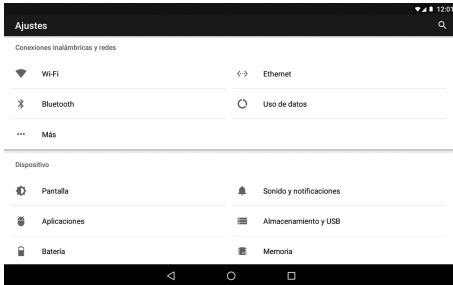 12:01
Ajustes
Conexiones inalámbricas y redes
Wi-Fi
Ethernet
Bluetooth
Uso de datos
Más
Dispositivo
Pantalla
Sonido y notificaciones
Aplicaciones
Almacenamiento y USB
Batería
Memoria